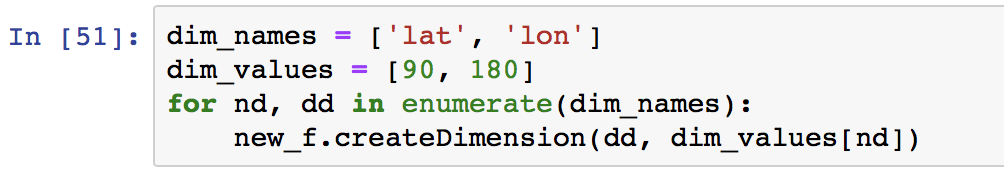 In [51]: dim_names = ['lat', 'lon']
dim_values = [90, 180]
for nd, dd in enumerate(dim_names):
    new_f.createDimension(dd, dim_values[nd])